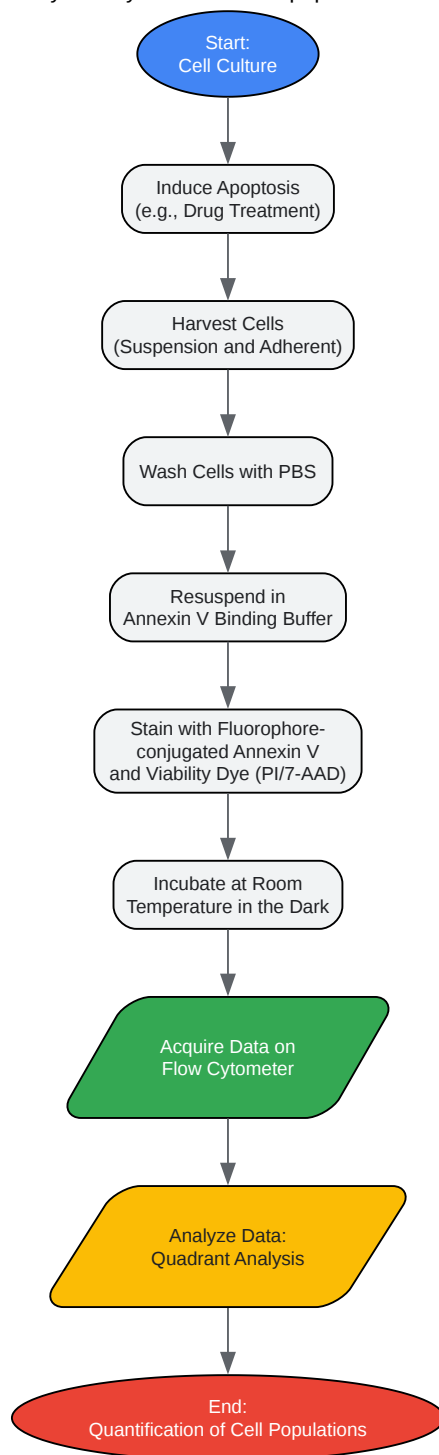 Start:
Cell Culture
Induce Apoptosis
(e.g., Drug Treatment)
Harvest Cells
(Suspension and Adherent)
Wash Cells with PBS
Resuspend in
Annexin V Binding Buffer
Stain with Fluorophore-
conjugated Annexin V
and Viability Dye (PI/7-AAD)
Incubate at Room
Temperature in the Dark
Acquire Data on
Flow Cytometer
Analyze Data:
Quadrant Analysis
End:
Quantification of Cell Populations